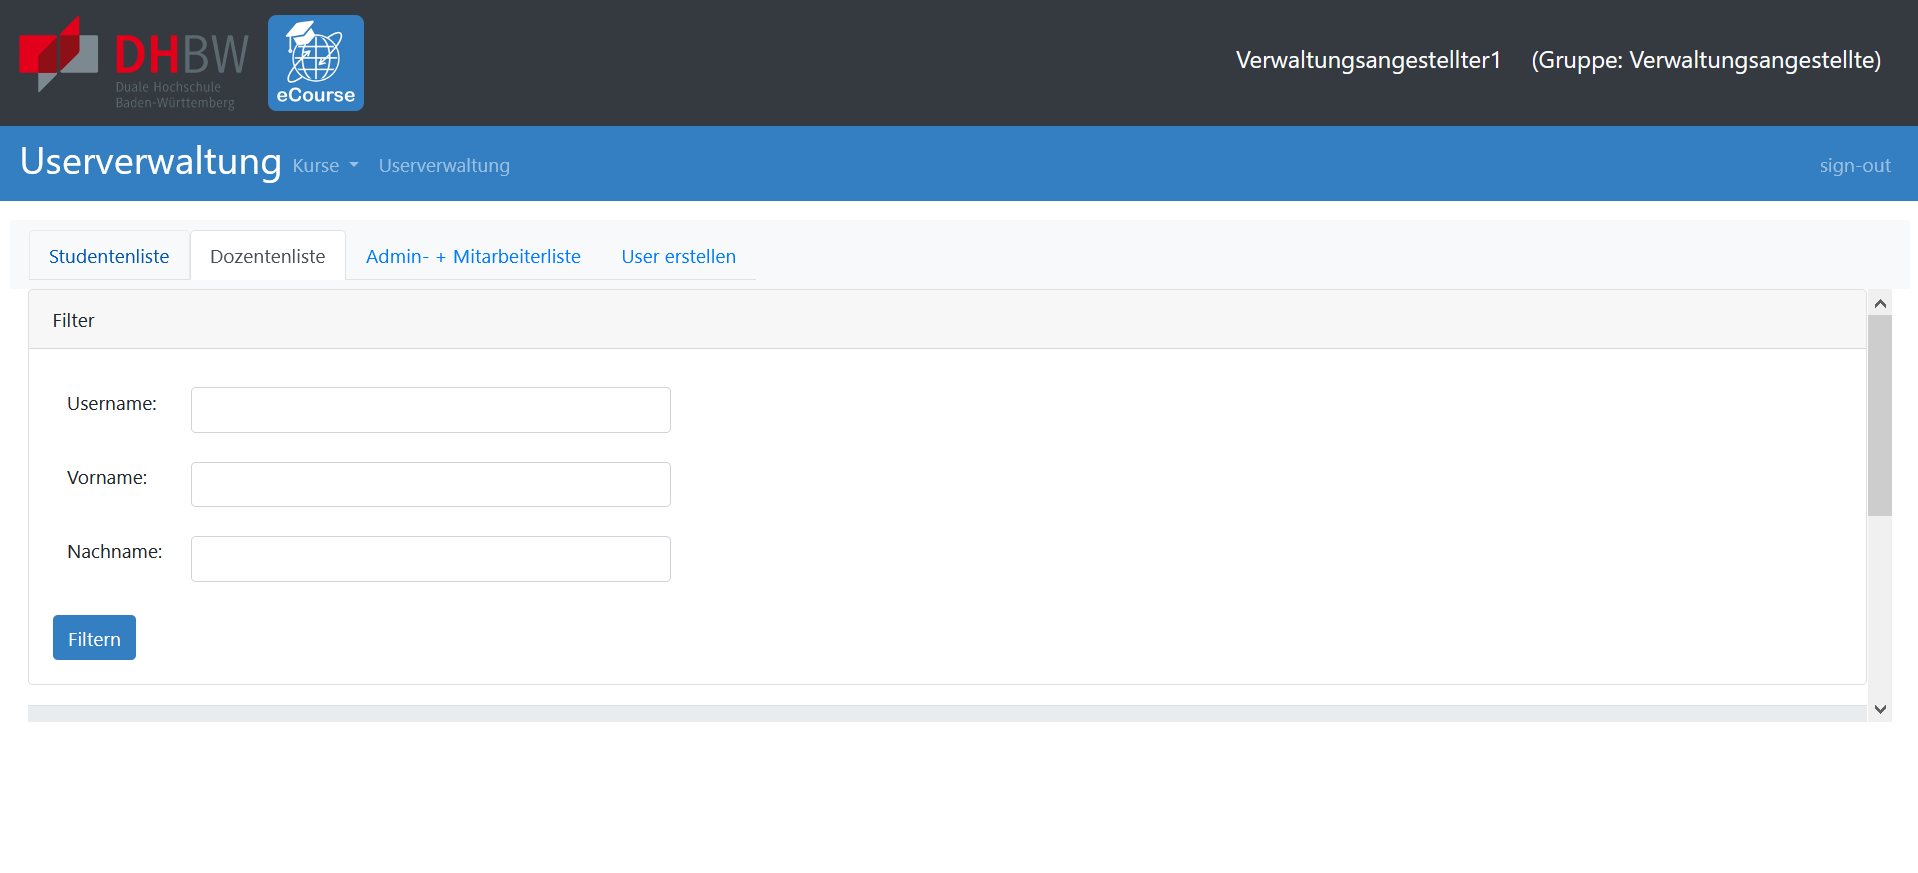 DHBW
Duale Hochschule
Baden-Württemberg
eCourse
Verwaltungsangestellter1 (Gruppe: Verwaltungsangestellte)
Userverwaltung Kurse Userverwaltung sign-out
Studentenliste Dozentenliste Admin- + Mitarbeiterliste User erstellen
Filter
Username:
Vorname:
Nachname:
Filtern